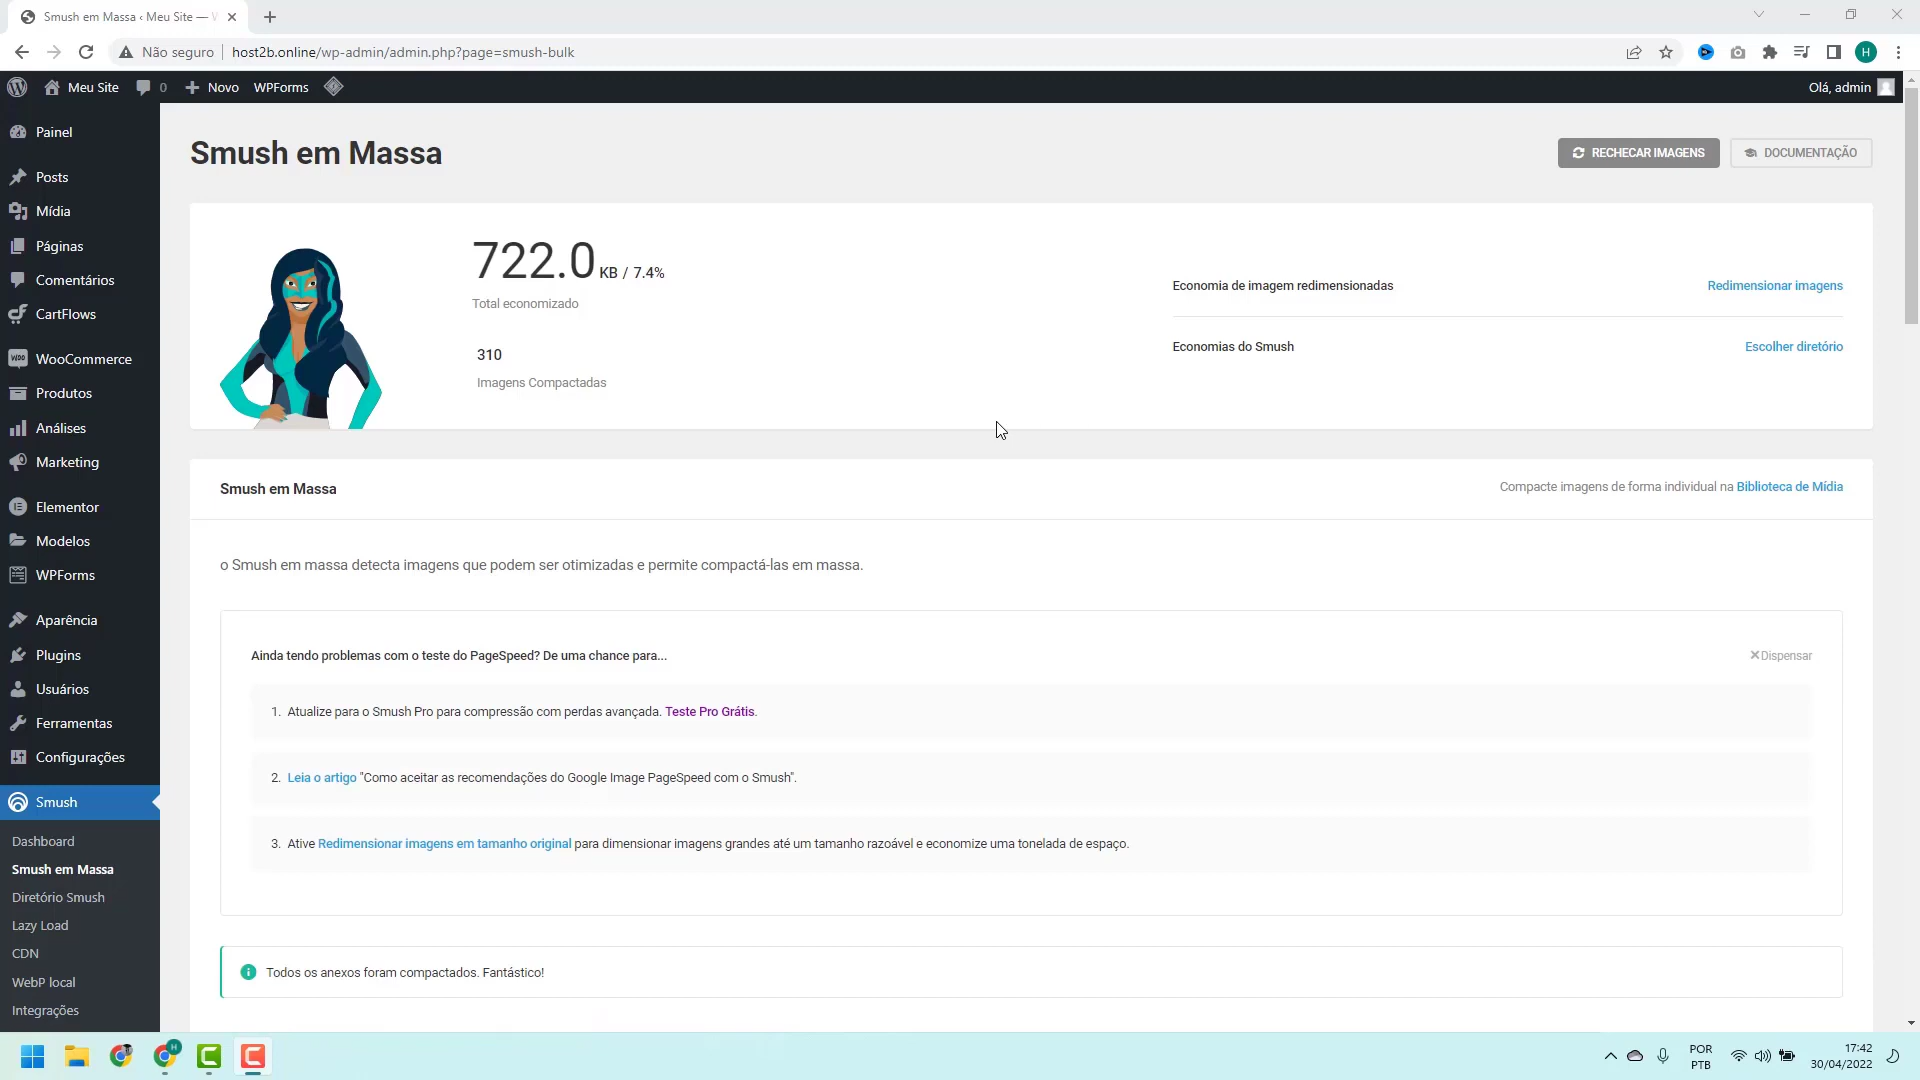 Smush em Massa ‹ Meu Site — W
Não seguro
host2b.online/wp-admin/admin.php?page=smush-bulk
H
Meu Site
0
Novo
WPForms
Olá, admin
Painel
Posts
Mídia
Páginas
Comentários
CartFlows
WooCommerce
Produtos
Análises
Marketing
Elementor
Modelos
WPForms
Aparência
Plugins
Usuários
Ferramentas
Configurações
Smush
Dashboard
Smush em Massa
Diretório Smush
Lazy Load
CDN
WebP local
Integrações
Smush em Massa
RECHECAR IMAGENS
DOCUMENTAÇÃO
722.0 KB / 7.4%
Total economizado
310
Imagens Compactadas
Economia de imagem redimensionadas
Redimensionar imagens
Economias do Smush
Escolher diretório
Smush em Massa
Compacte imagens de forma individual na Biblioteca de Mídia
o Smush em massa detecta imagens que podem ser otimizadas e permite compactá-las em massa.
Ainda tendo problemas com o teste do PageSpeed? De uma chance para...
Dispensar
1. Atualize para o Smush Pro para compressão com perdas avançada. Teste Pro Grátis.
2. Leia o artigo "Como aceitar as recomendações do Google Image PageSpeed com o Smush".
3. Ative Redimensionar imagens em tamanho original para dimensionar imagens grandes até um tamanho razoável e economize uma tonelada de espaço.
Todos os anexos foram compactados. Fantástico!
POR
PTB
17:42
30/04/2022